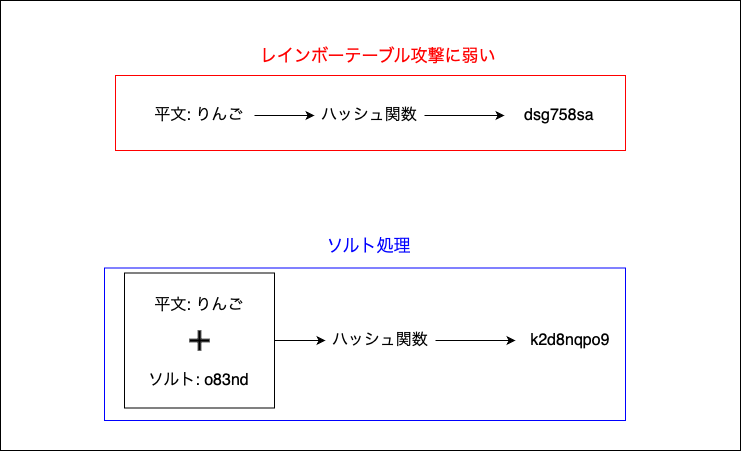 レインボーテーブル攻撃に弱い
平文: りんご
ハッシュ関数
dsg758sa
ソルト処理
平文: りんご
+
ソルト: o83nd
ハッシュ関数
k2d8nqpo9